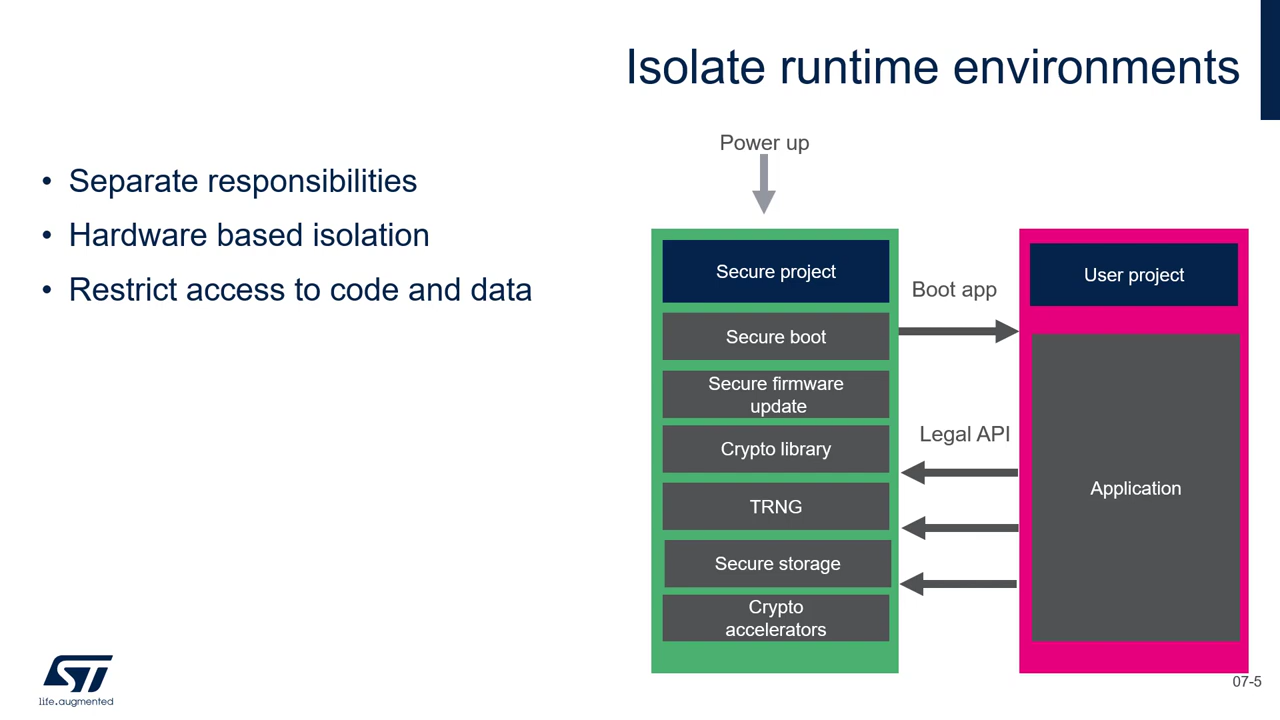 Isolate runtime environments
• Separate responsibilities
• Hardware based isolation
• Restrict access to code and data
Power up
Secure project
Secure boot
Secure firmware
update
Crypto library
TRNG
Secure storage
Crypto
accelerators
Boot app
Legal API
User project
Application
ST
life.augmented
07-5